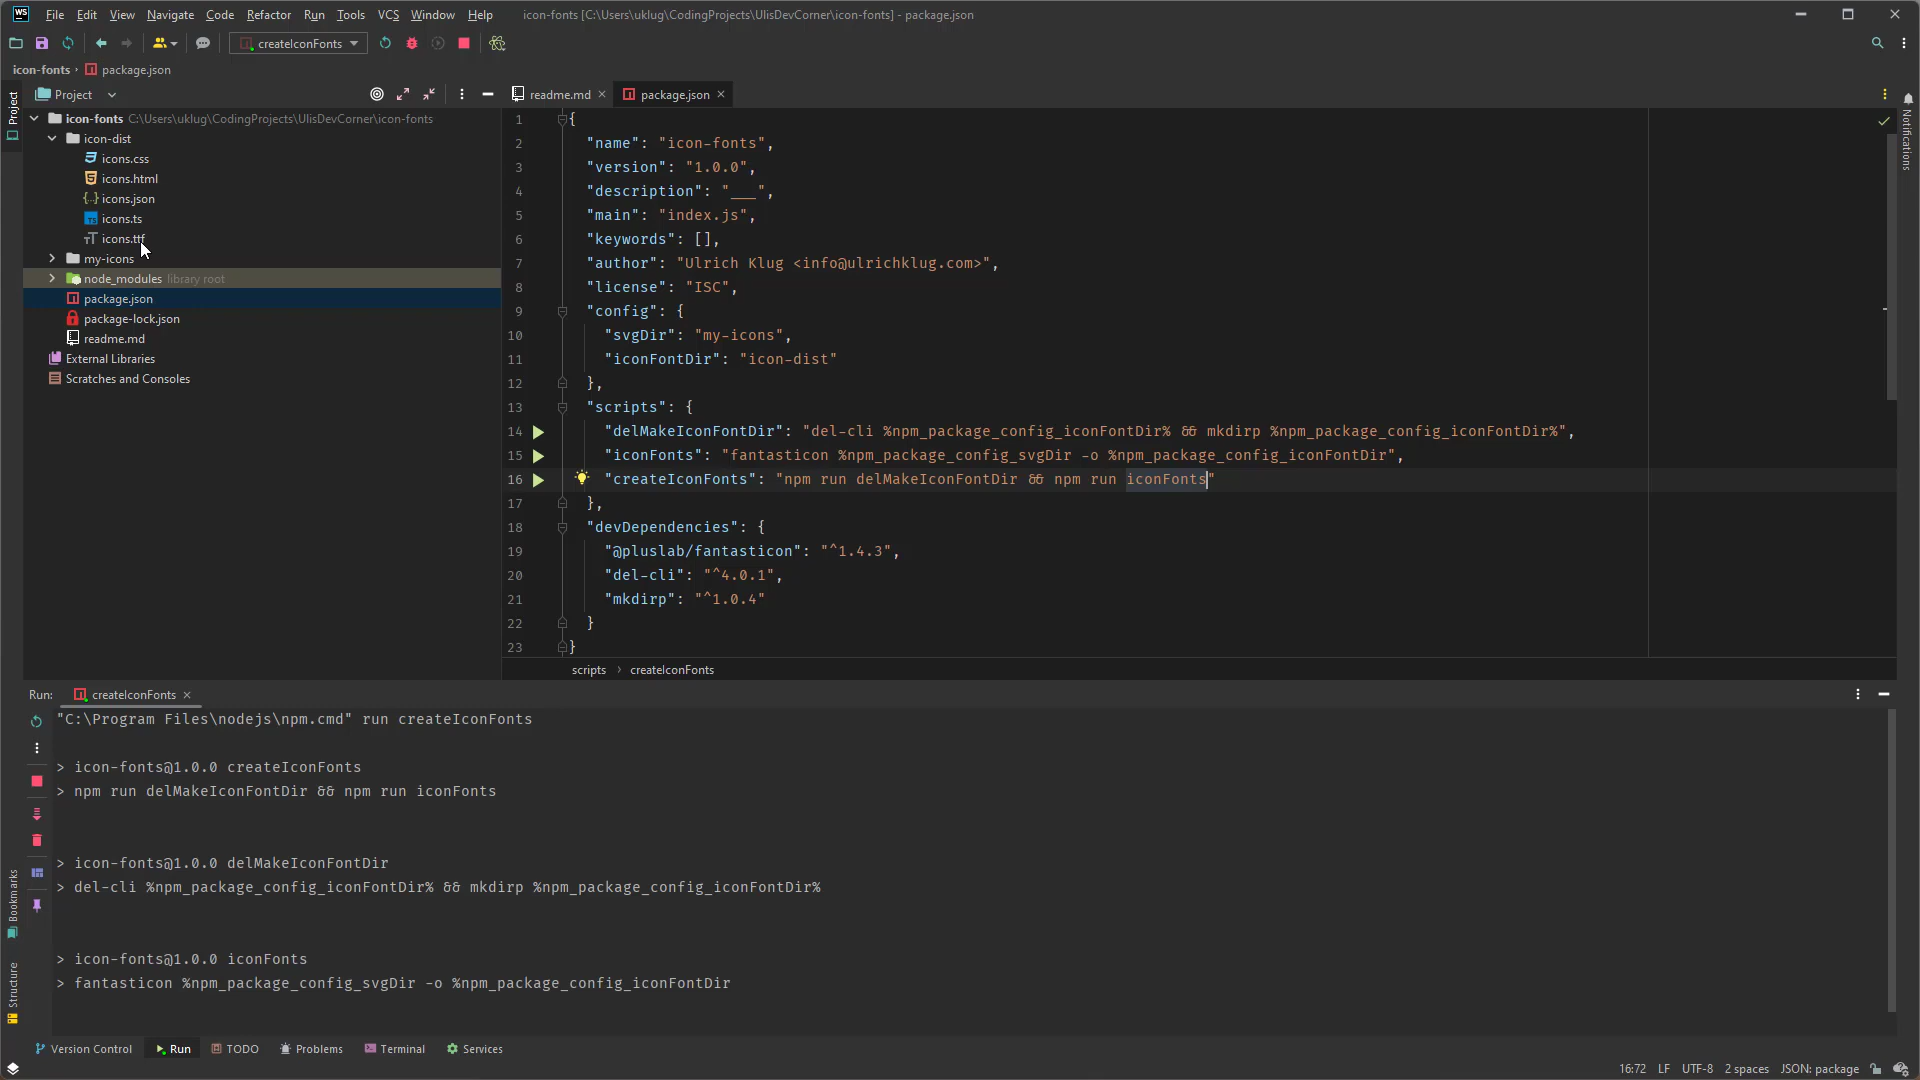 WS File Edit View Navigate Code Refactor Run Tools VCS Window Help icon-fonts [C:\Users\uklug\CodingProjects\UlisDevCorner\icon-fonts] - package.json
createIconFonts
icon-fonts › package.json
Project
readme.md
package.json
Project
Notifications
icon-fonts C:\Users\uklug\CodingProjects\UlisDevCorner\icon-fonts
icon-dist
icons.css
icons.html
icons.json
icons.ts
icons.ttf
my-icons
node_modules library root
package.json
package-lock.json
readme.md
External Libraries
Scratches and Consoles
1 {
2 "name": "icon-fonts",
3 "version": "1.0.0",
4 "description": "___",
5 "main": "index.js",
6 "keywords": [],
7 "author": "Ulrich Klug <info@ulrichklug.com>",
8 "license": "ISC",
9 "config": {
10 "svgDir": "my-icons",
11 "iconFontDir": "icon-dist"
12 },
13 "scripts": {
14 "delMakeIconFontDir": "del-cli %npm_package_config_iconFontDir% && mkdirp %npm_package_config_iconFontDir%",
15 "iconFonts": "fantasticon %npm_package_config_svgDir -o %npm_package_config_iconFontDir",
16 "createIconFonts": "npm run delMakeIconFontDir && npm run iconFonts"
17 },
18 "devDependencies": {
19 "@pluslab/fantasticon": "^1.4.3",
20 "del-cli": "^4.0.1",
21 "mkdirp": "^1.0.4"
22 }
23 }
scripts › createIconFonts
Run: createIconFonts
"C:\Program Files\nodejs\npm.cmd" run createIconFonts
> icon-fonts@1.0.0 createIconFonts
> npm run delMakeIconFontDir && npm run iconFonts
> icon-fonts@1.0.0 delMakeIconFontDir
> del-cli %npm_package_config_iconFontDir% && mkdirp %npm_package_config_iconFontDir%
> icon-fonts@1.0.0 iconFonts
> fantasticon %npm_package_config_svgDir -o %npm_package_config_iconFontDir
Bookmarks
Structure
Version Control Run TODO Problems Terminal Services
16:72 LF UTF-8 2 spaces JSON: package